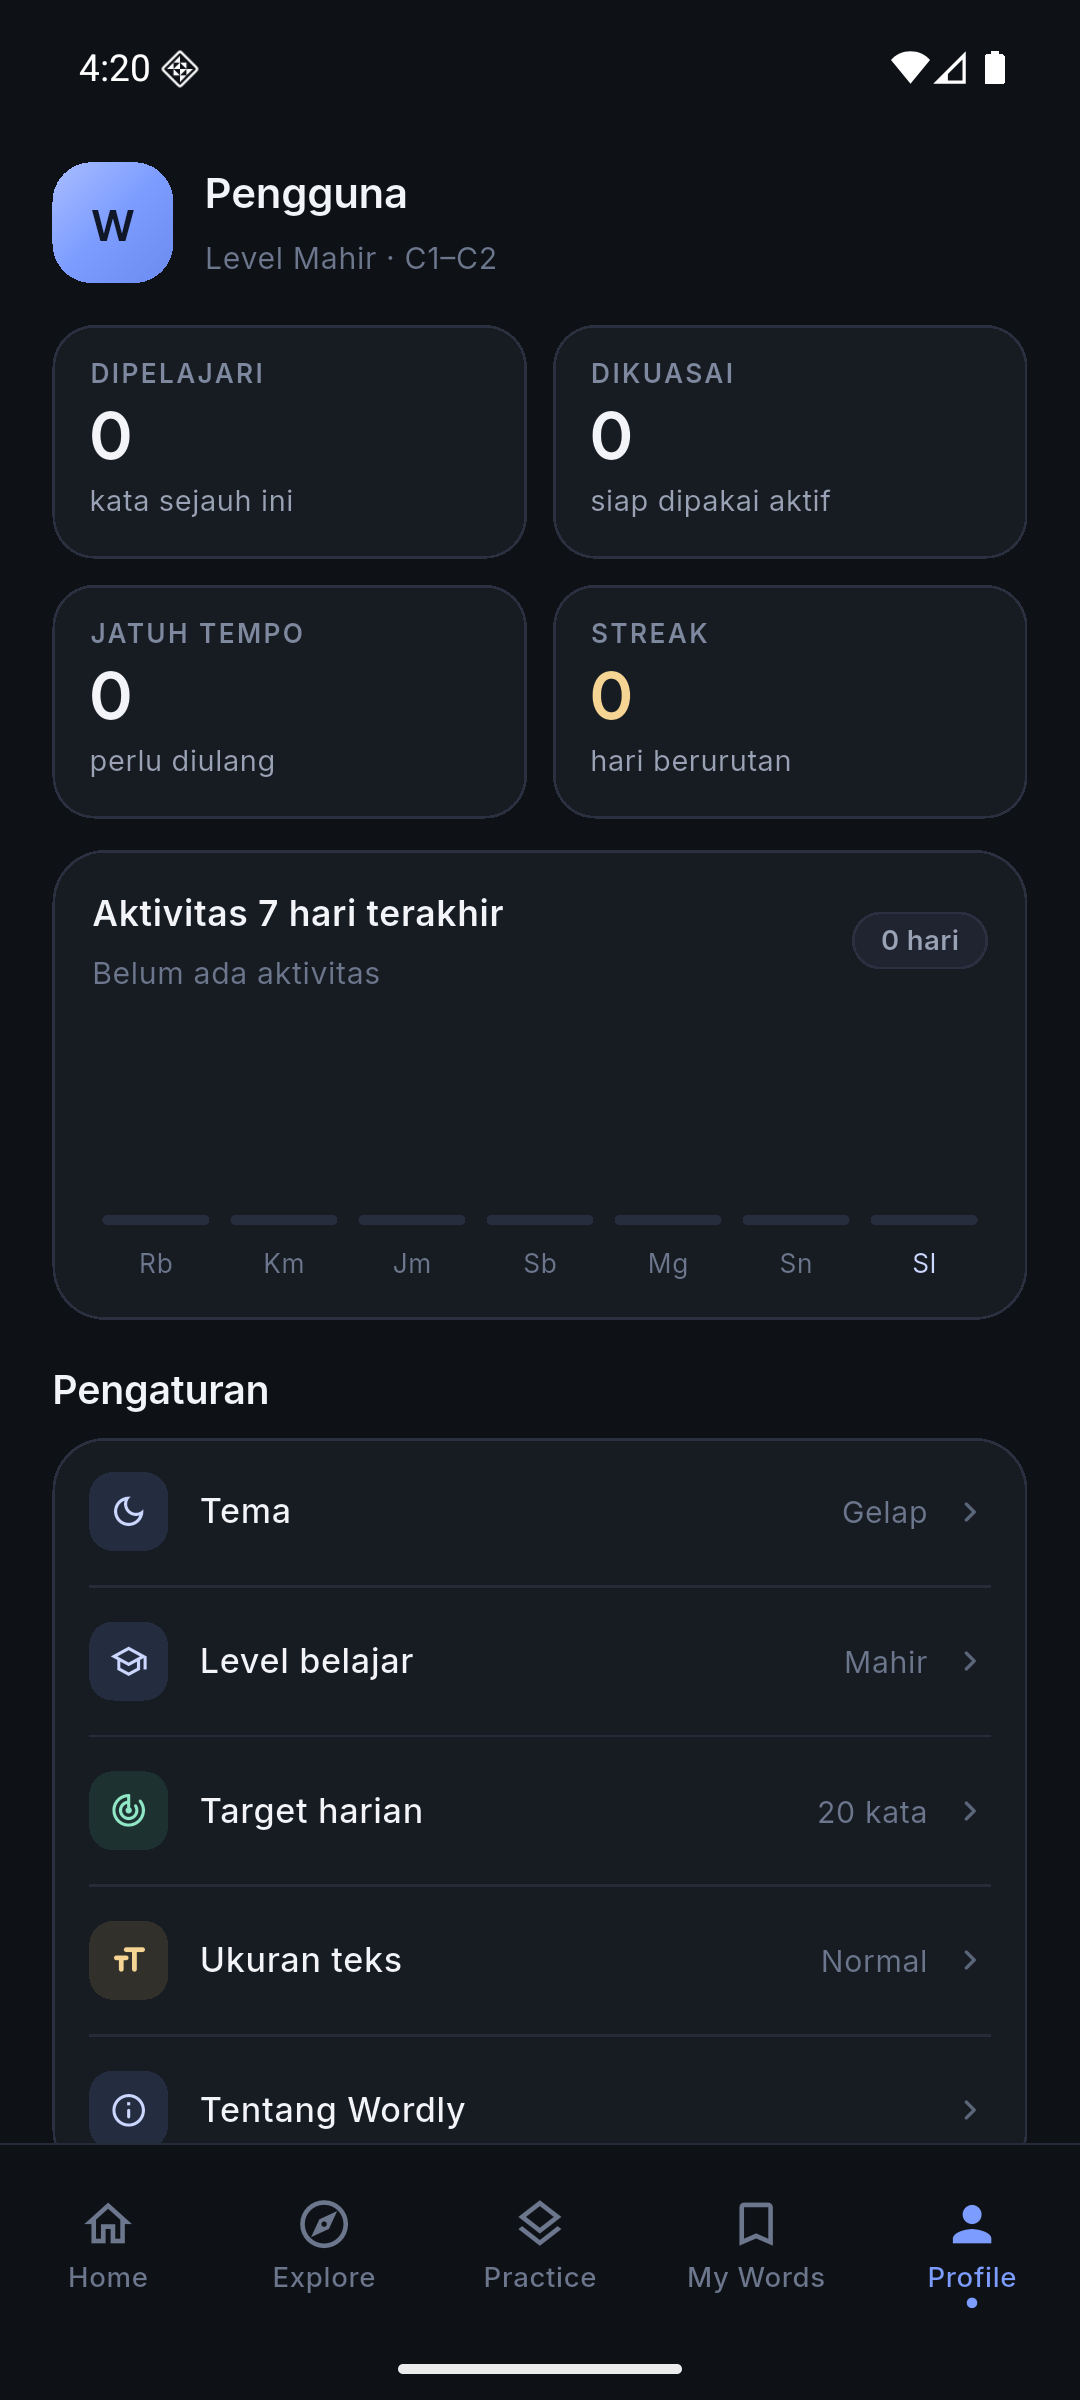 4:20
W
Pengguna
Level Mahir · C1–C2
DIPELAJARI
0
kata sejauh ini
DIKUASAI
0
siap dipakai aktif
JATUH TEMPO
0
perlu diulang
STREAK
0
hari berurutan
Aktivitas 7 hari terakhir
Belum ada aktivitas
0 hari
Rb Km Jm Sb Mg Sn Sl
Pengaturan
Tema Gelap
Level belajar Mahir
Target harian 20 kata
Ukuran teks Normal
Tentang Wordly
Home Explore Practice My Words Profile